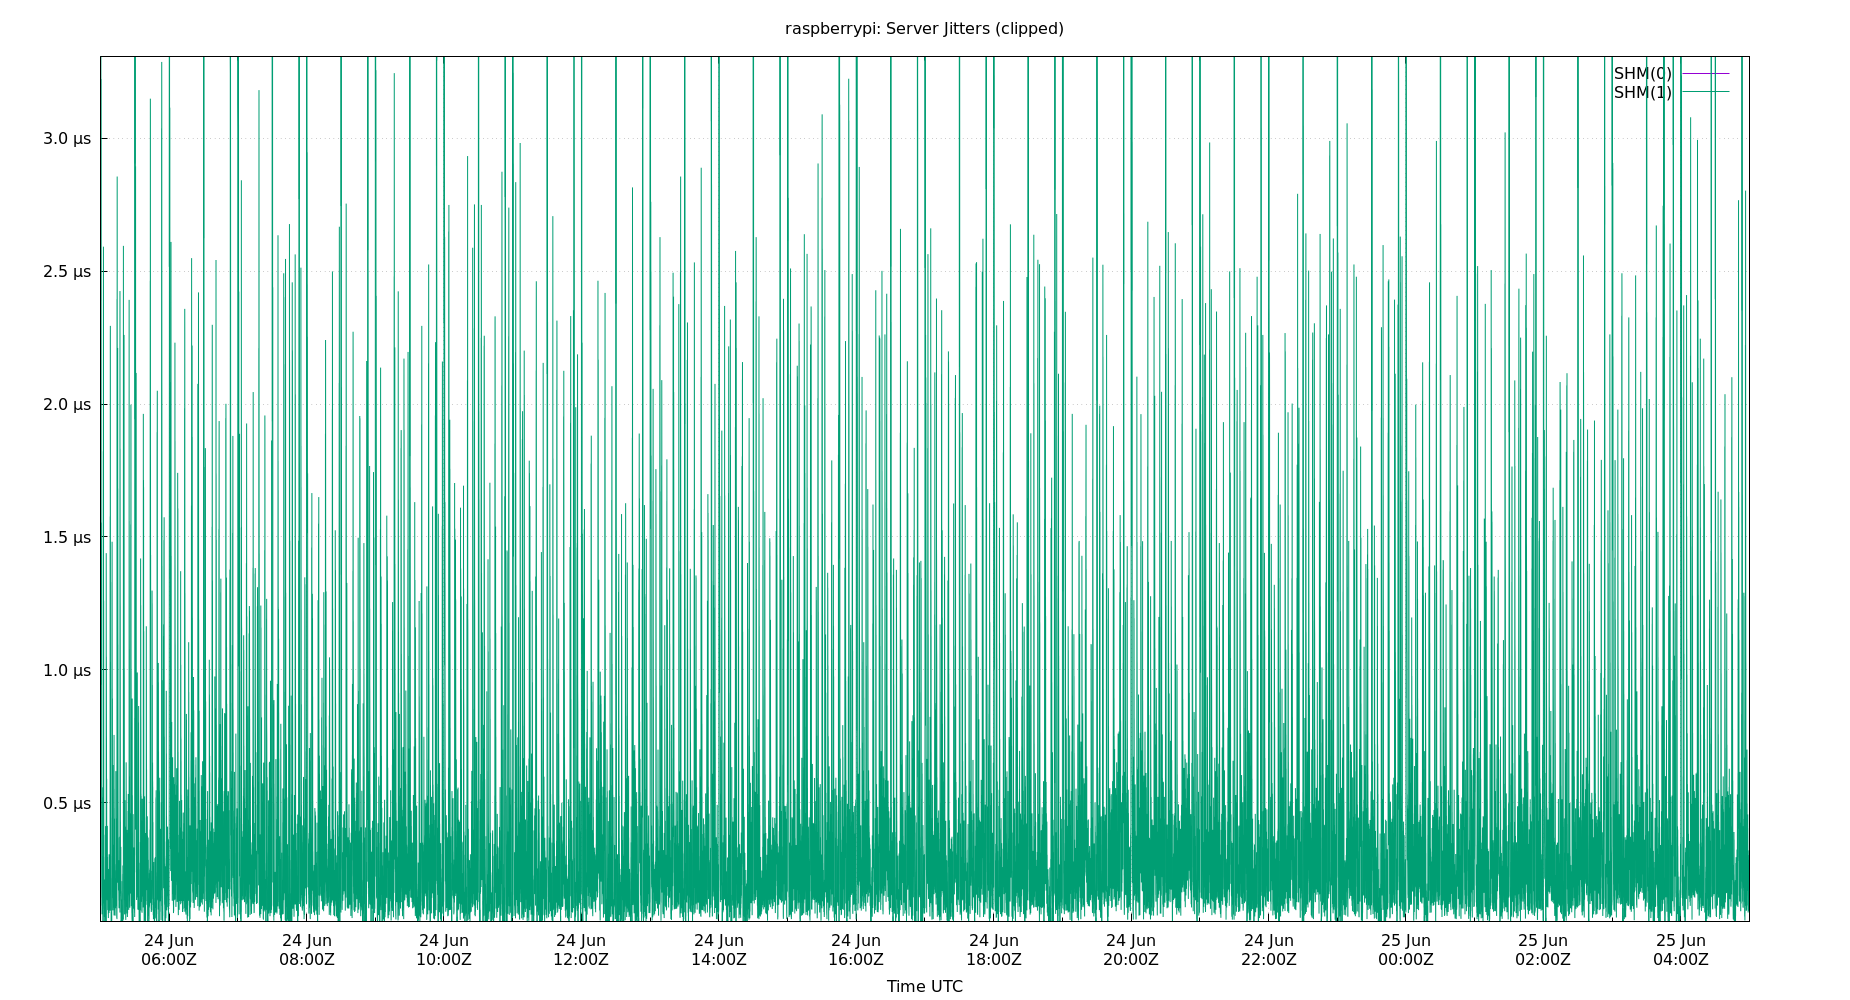 raspberrypi: Server Jitters (clipped)
SHM(0)
SHM(1)
3.0 µs
2.5 µs
2.0 µs
1.5 µs
1.0 µs
0.5 µs
24 Jun 24 Jun 24 Jun 24 Jun 24 Jun 24 Jun 24 Jun 24 Jun 24 Jun 25 Jun 25 Jun 25 Jun
06:00Z 08:00Z 10:00Z 12:00Z 14:00Z 16:00Z 18:00Z 20:00Z 22:00Z 00:00Z 02:00Z 04:00Z
Time UTC